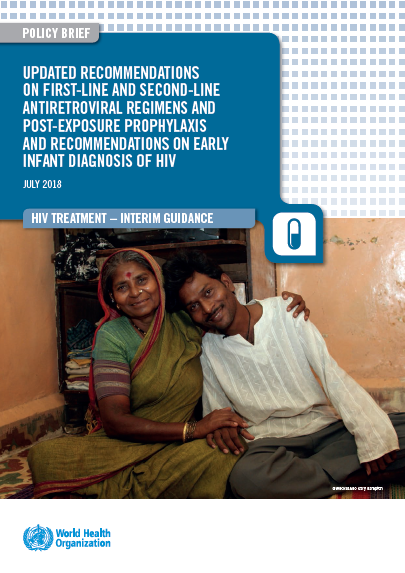 POLICY BRIEF
UPDATED RECOMMENDATIONS
ON FIRST-LINE AND SECOND-LINE
ANTIRETROVIRAL REGIMENS AND
POST-EXPOSURE PROPHYLAXIS
AND RECOMMENDATIONS ON EARLY
INFANT DIAGNOSIS OF HIV
JULY 2018
HIV TREATMENT – INTERIM GUIDANCE
World Health
Organization